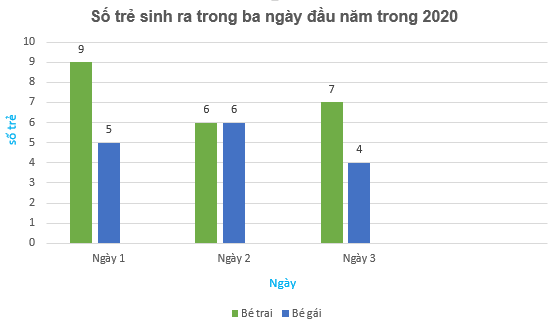 Số trẻ sinh ra trong ba ngày đầu năm trong 2020
10
9
8
7
6
5
4
3
2
1
0
số trẻ
9
5
6
6
7
4
Ngày 1
Ngày 2
Ngày 3
Ngày
Bé trai
Bé gái